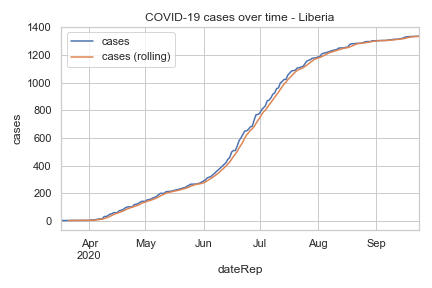 COVID-19 cases over time - Liberia
1400
1200
1000
800
600
400
200
0
cases
cases
cases (rolling)
Apr
2020
May
Jun
Jul
Aug
Sep
dateRep